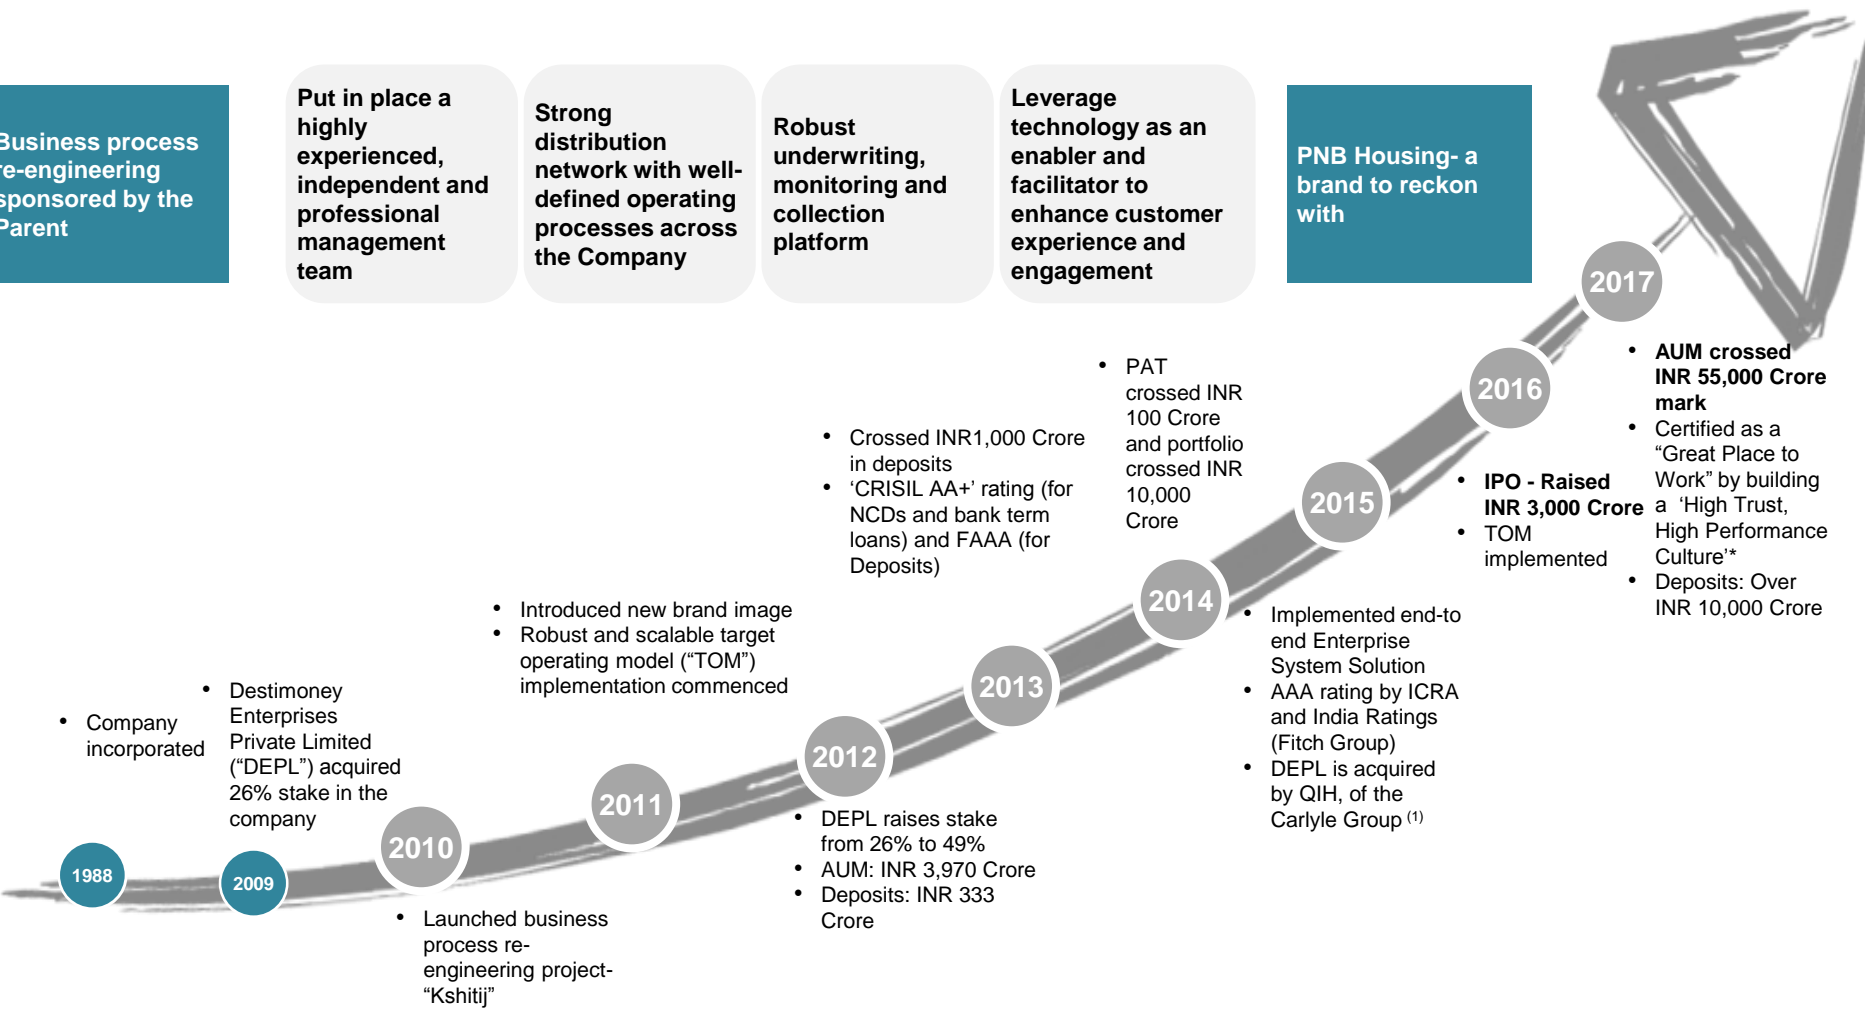 Business process
re-engineering
sponsored by the
Parent
Put in place a
highly
experienced,
independent and
professional
management
team
Strong
distribution
network with well-
defined operating
processes across
the Company
Robust
underwriting,
monitoring and
collection
platform
Leverage
technology as an
enabler and
facilitator to
enhance customer
experience and
engagement
PNB Housing- a
brand to reckon
with
1988
• Company
incorporated
2009
• Destimoney
Enterprises
Private Limited
(“DEPL”) acquired
26% stake in the
company
2010
• Launched business
process re-
engineering project-
“Kshitij”
2011
• Introduced new brand image
• Robust and scalable target
operating model (“TOM”)
implementation commenced
2012
• DEPL raises stake
from 26% to 49%
• AUM: INR 3,970 Crore
• Deposits: INR 333
Crore
2013
• Crossed INR1,000 Crore
in deposits
• ‘CRISIL AA+’ rating (for
NCDs and bank term
loans) and FAAA (for
Deposits)
2014
• PAT
crossed INR
100 Crore
and portfolio
crossed INR
10,000
Crore
2015
• Implemented end-to
end Enterprise
System Solution
• AAA rating by ICRA
and India Ratings
(Fitch Group)
• DEPL is acquired
by QIH, of the
Carlyle Group (1)
2016
• IPO - Raised
INR 3,000 Crore
• TOM
implemented
2017
• AUM crossed
INR 55,000 Crore
mark
• Certified as a
“Great Place to
Work” by building
a ‘High Trust,
High Performance
Culture’*
• Deposits: Over
INR 10,000 Crore